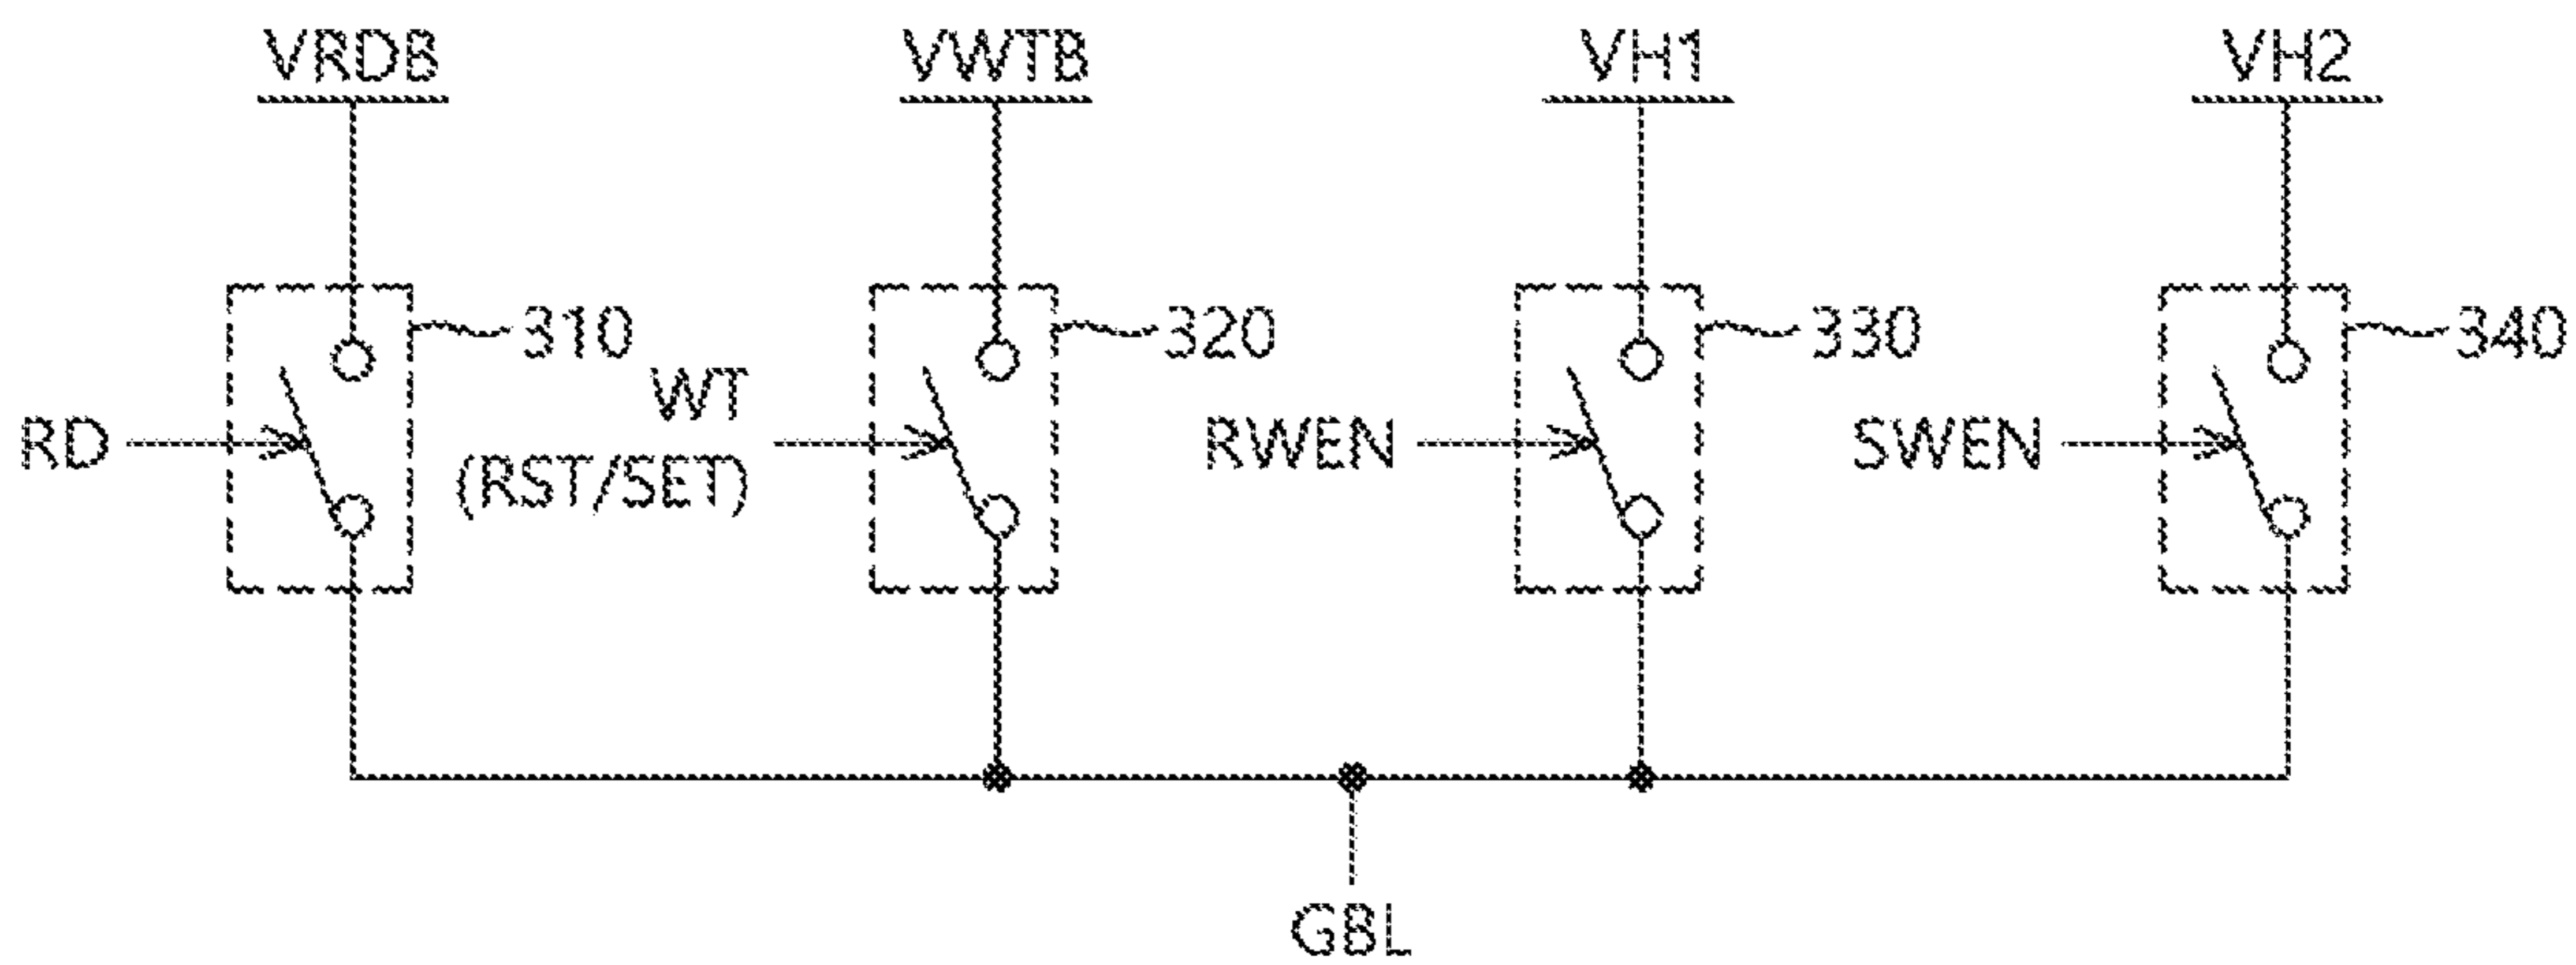 VRDB
VWTB
VH1
VH2
310
320
330
340
RD
WT
(RST/SET)
RWEN
SWEN
GBL